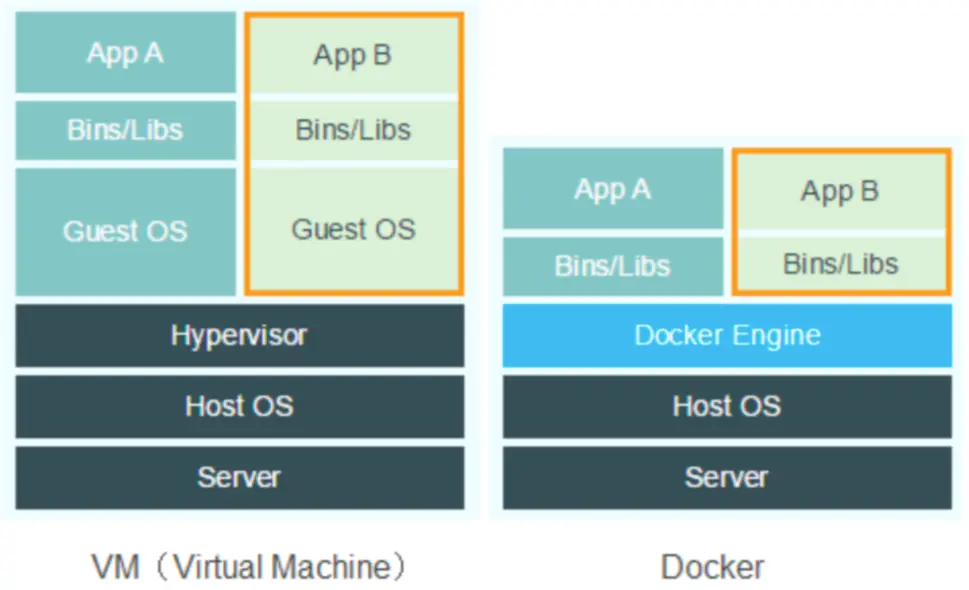 App A
App B
Bins/Libs
Bins/Libs
Guest OS
Guest OS
Hypervisor
Host OS
Server
VM（Virtual Machine）
App A
App B
Bins/Libs
Bins/Libs
Docker Engine
Host OS
Server
Docker